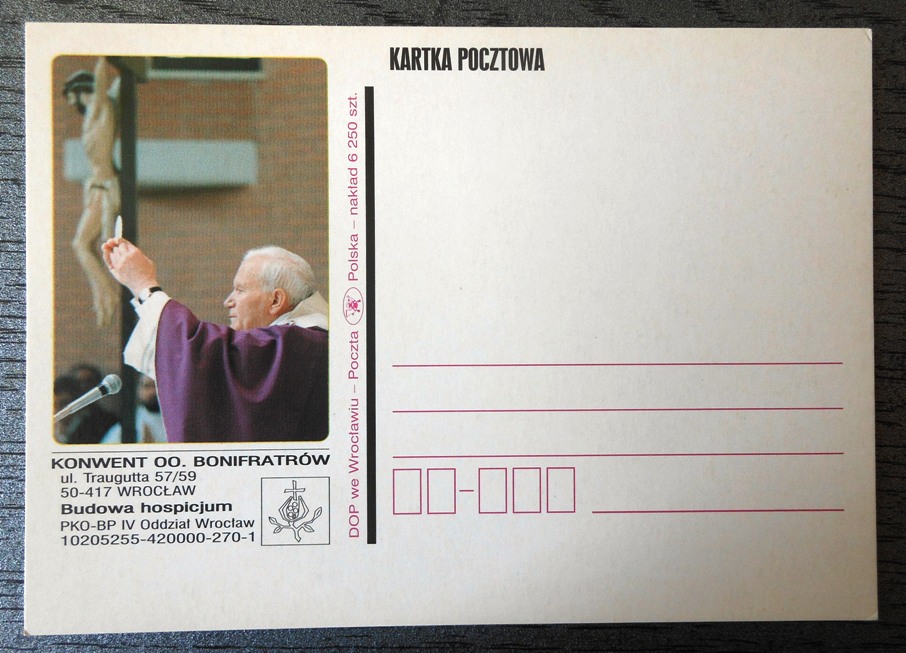 KARTKA POCZTOWA
DOP we Wrocławiu – Poczta Polska – nakład 6 250 szt.
KONWENT OO. BONIFRATRÓW
ul. Traugutta 57/59
50-417 WROCŁAW
Budowa hospicjum
PKO-BP IV Oddział Wrocław
10205255-420000-270-1